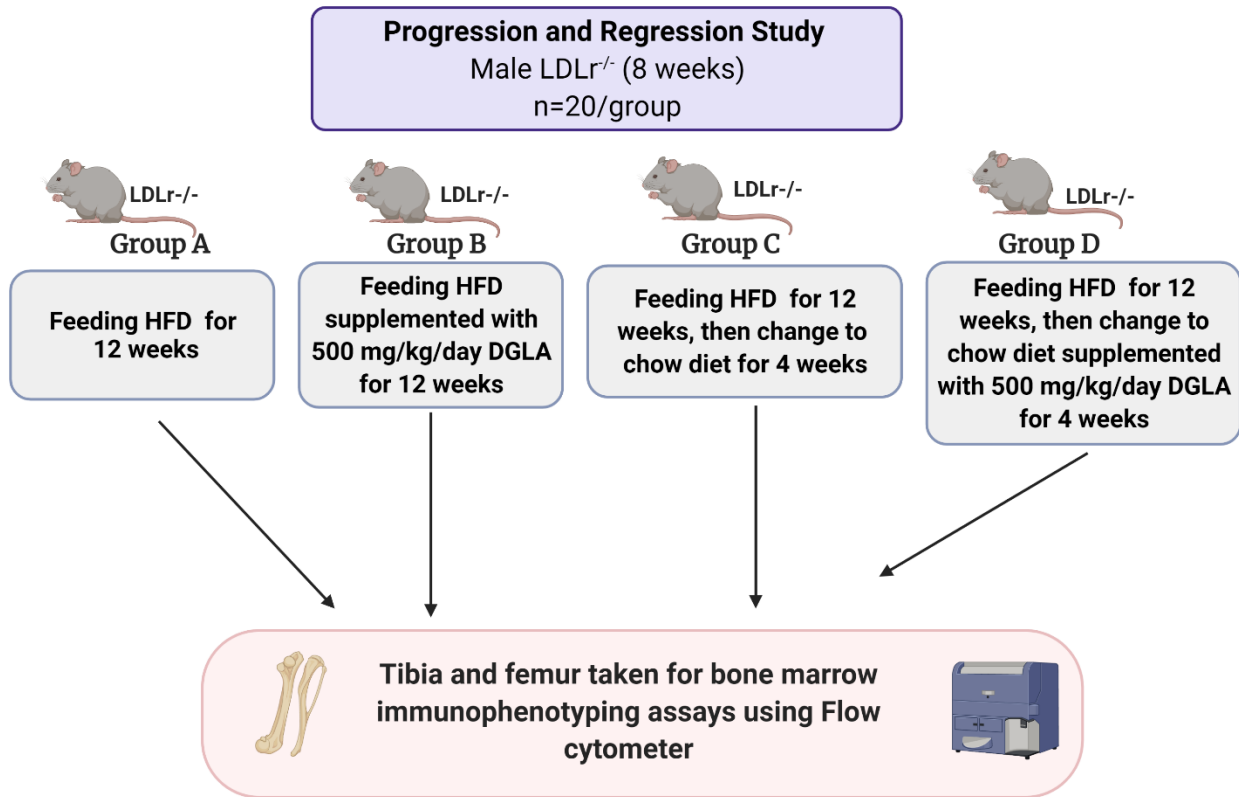 Progression and Regression Study
Male LDLr-/- (8 weeks)
n=20/group
LDLr-/-
Group A
LDLr-/-
Group B
LDLr-/-
Group C
LDLr-/-
Group D
Feeding HFD for
12 weeks
Feeding HFD
supplemented with
500 mg/kg/day DGLA
for 12 weeks
Feeding HFD for 12
weeks, then change to
chow diet for 4 weeks
Feeding HFD for 12
weeks, then change to
chow diet supplemented
with 500 mg/kg/day DGLA
for 4 weeks
Tibia and femur taken for bone marrow
immunophenotyping assays using Flow
cytometer